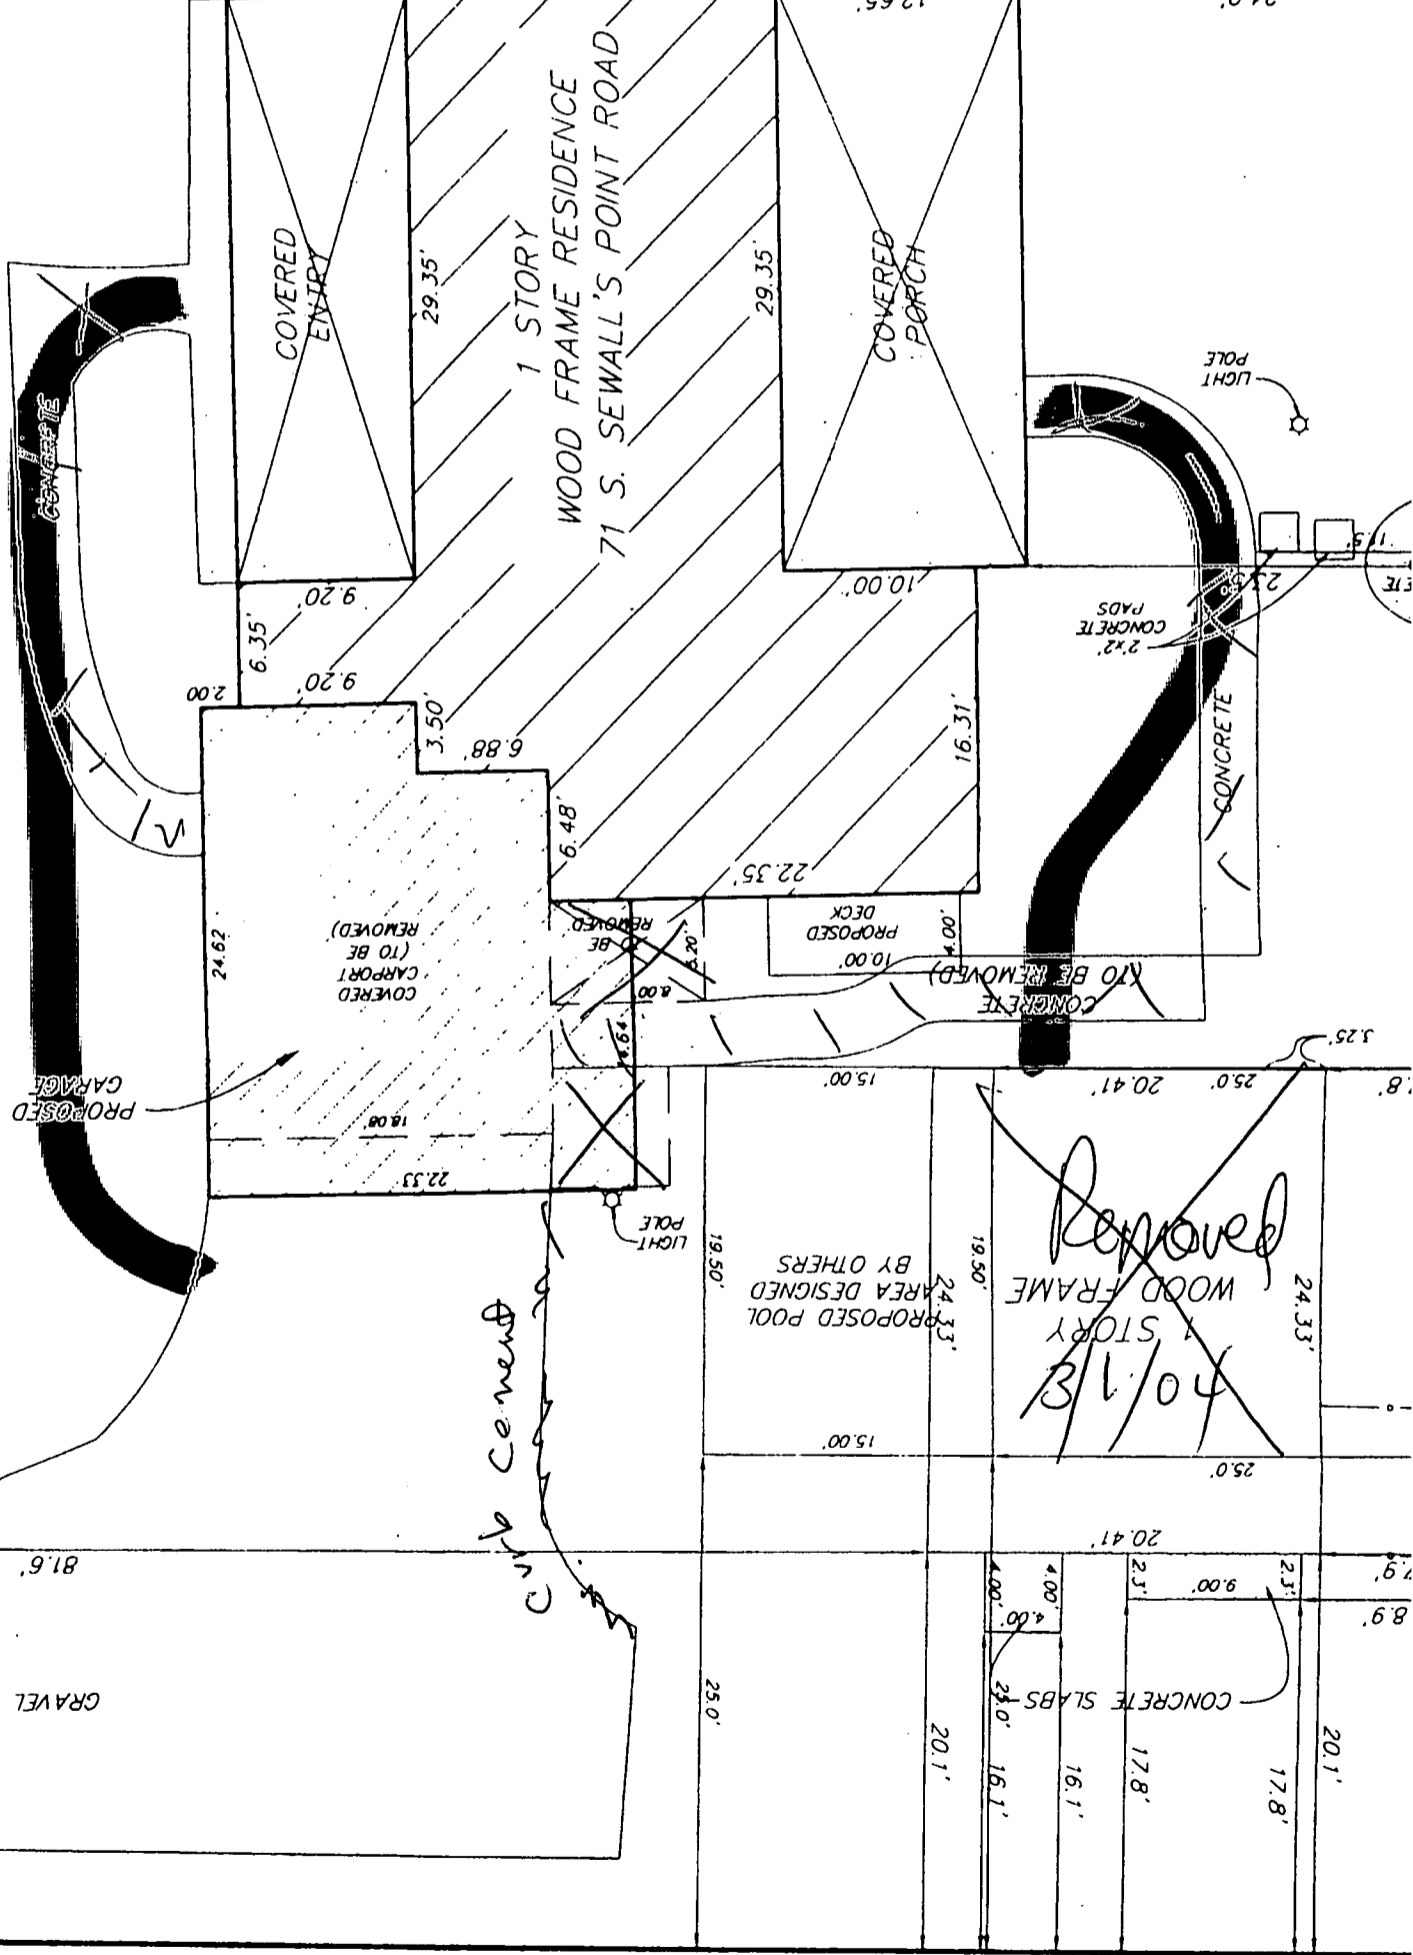 12.65'
24.0'
1 STORY
WOOD FRAME RESIDENCE
71 S. SEWALL'S POINT ROAD
COVERED
ENTRY
29.35'
29.35'
COVERED
PORCH
LIGHT
POLE
CONCRETE
9.20'
10.00'
6.35'
2'x2'
CONCRETE
PADS
9.20'
2.00
3.50'
6.88'
16.31'
CONCRETE
6.48'
22.35'
24.62
COVERED
CARPORT
(TO BE
REMOVED)
TO BE
REMOVED
5.20'
8.00'
PROPOSED
DECK
10.00'
4.00'
CONCRETE
(TO BE REMOVED)
4.64
3.25'
PROPOSED
GARAGE
15.00'
20.41
25.0'
18.08'
22.33
LIGHT
POLE
Removed
1 STORY
WOOD FRAME
3/1/04
19.50'
PROPOSED POOL
AREA DESIGNED
BY OTHERS
24.33'
19.50'
24.33'
Curb Cement
15.00'
25.0'
81.6'
20.41'
4.00'
4.00'
4.00'
2.3'
9.00'
2.3'
8.9'
GRAVEL
CONCRETE SLABS
25.0'
25.0'
20.1'
16.1'
16.1'
17.8'
17.8'
20.1'